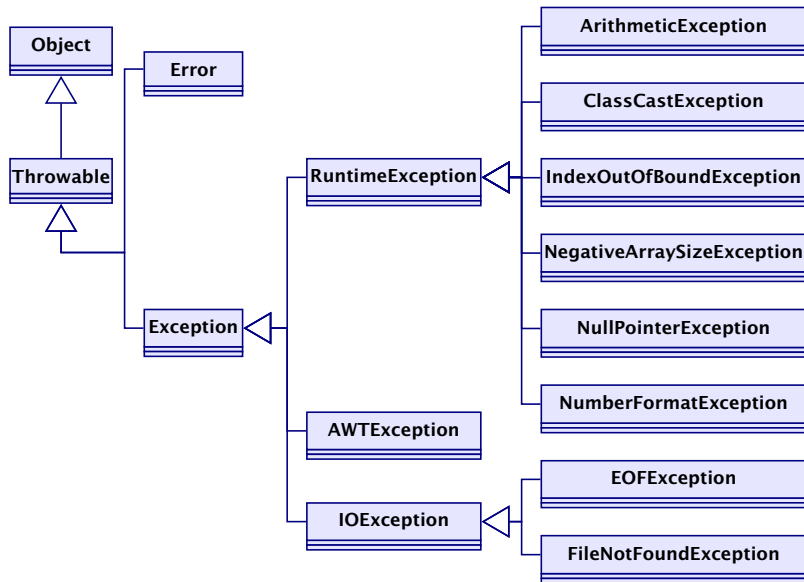 Object
Error
Throwable
Exception
RuntimeException
AWTException
IOException
ArithmeticException
ClassCastException
IndexOutOfBoundException
NegativeArraySizeException
NullPointerException
NumberFormatException
EOFException
FileNotFoundException